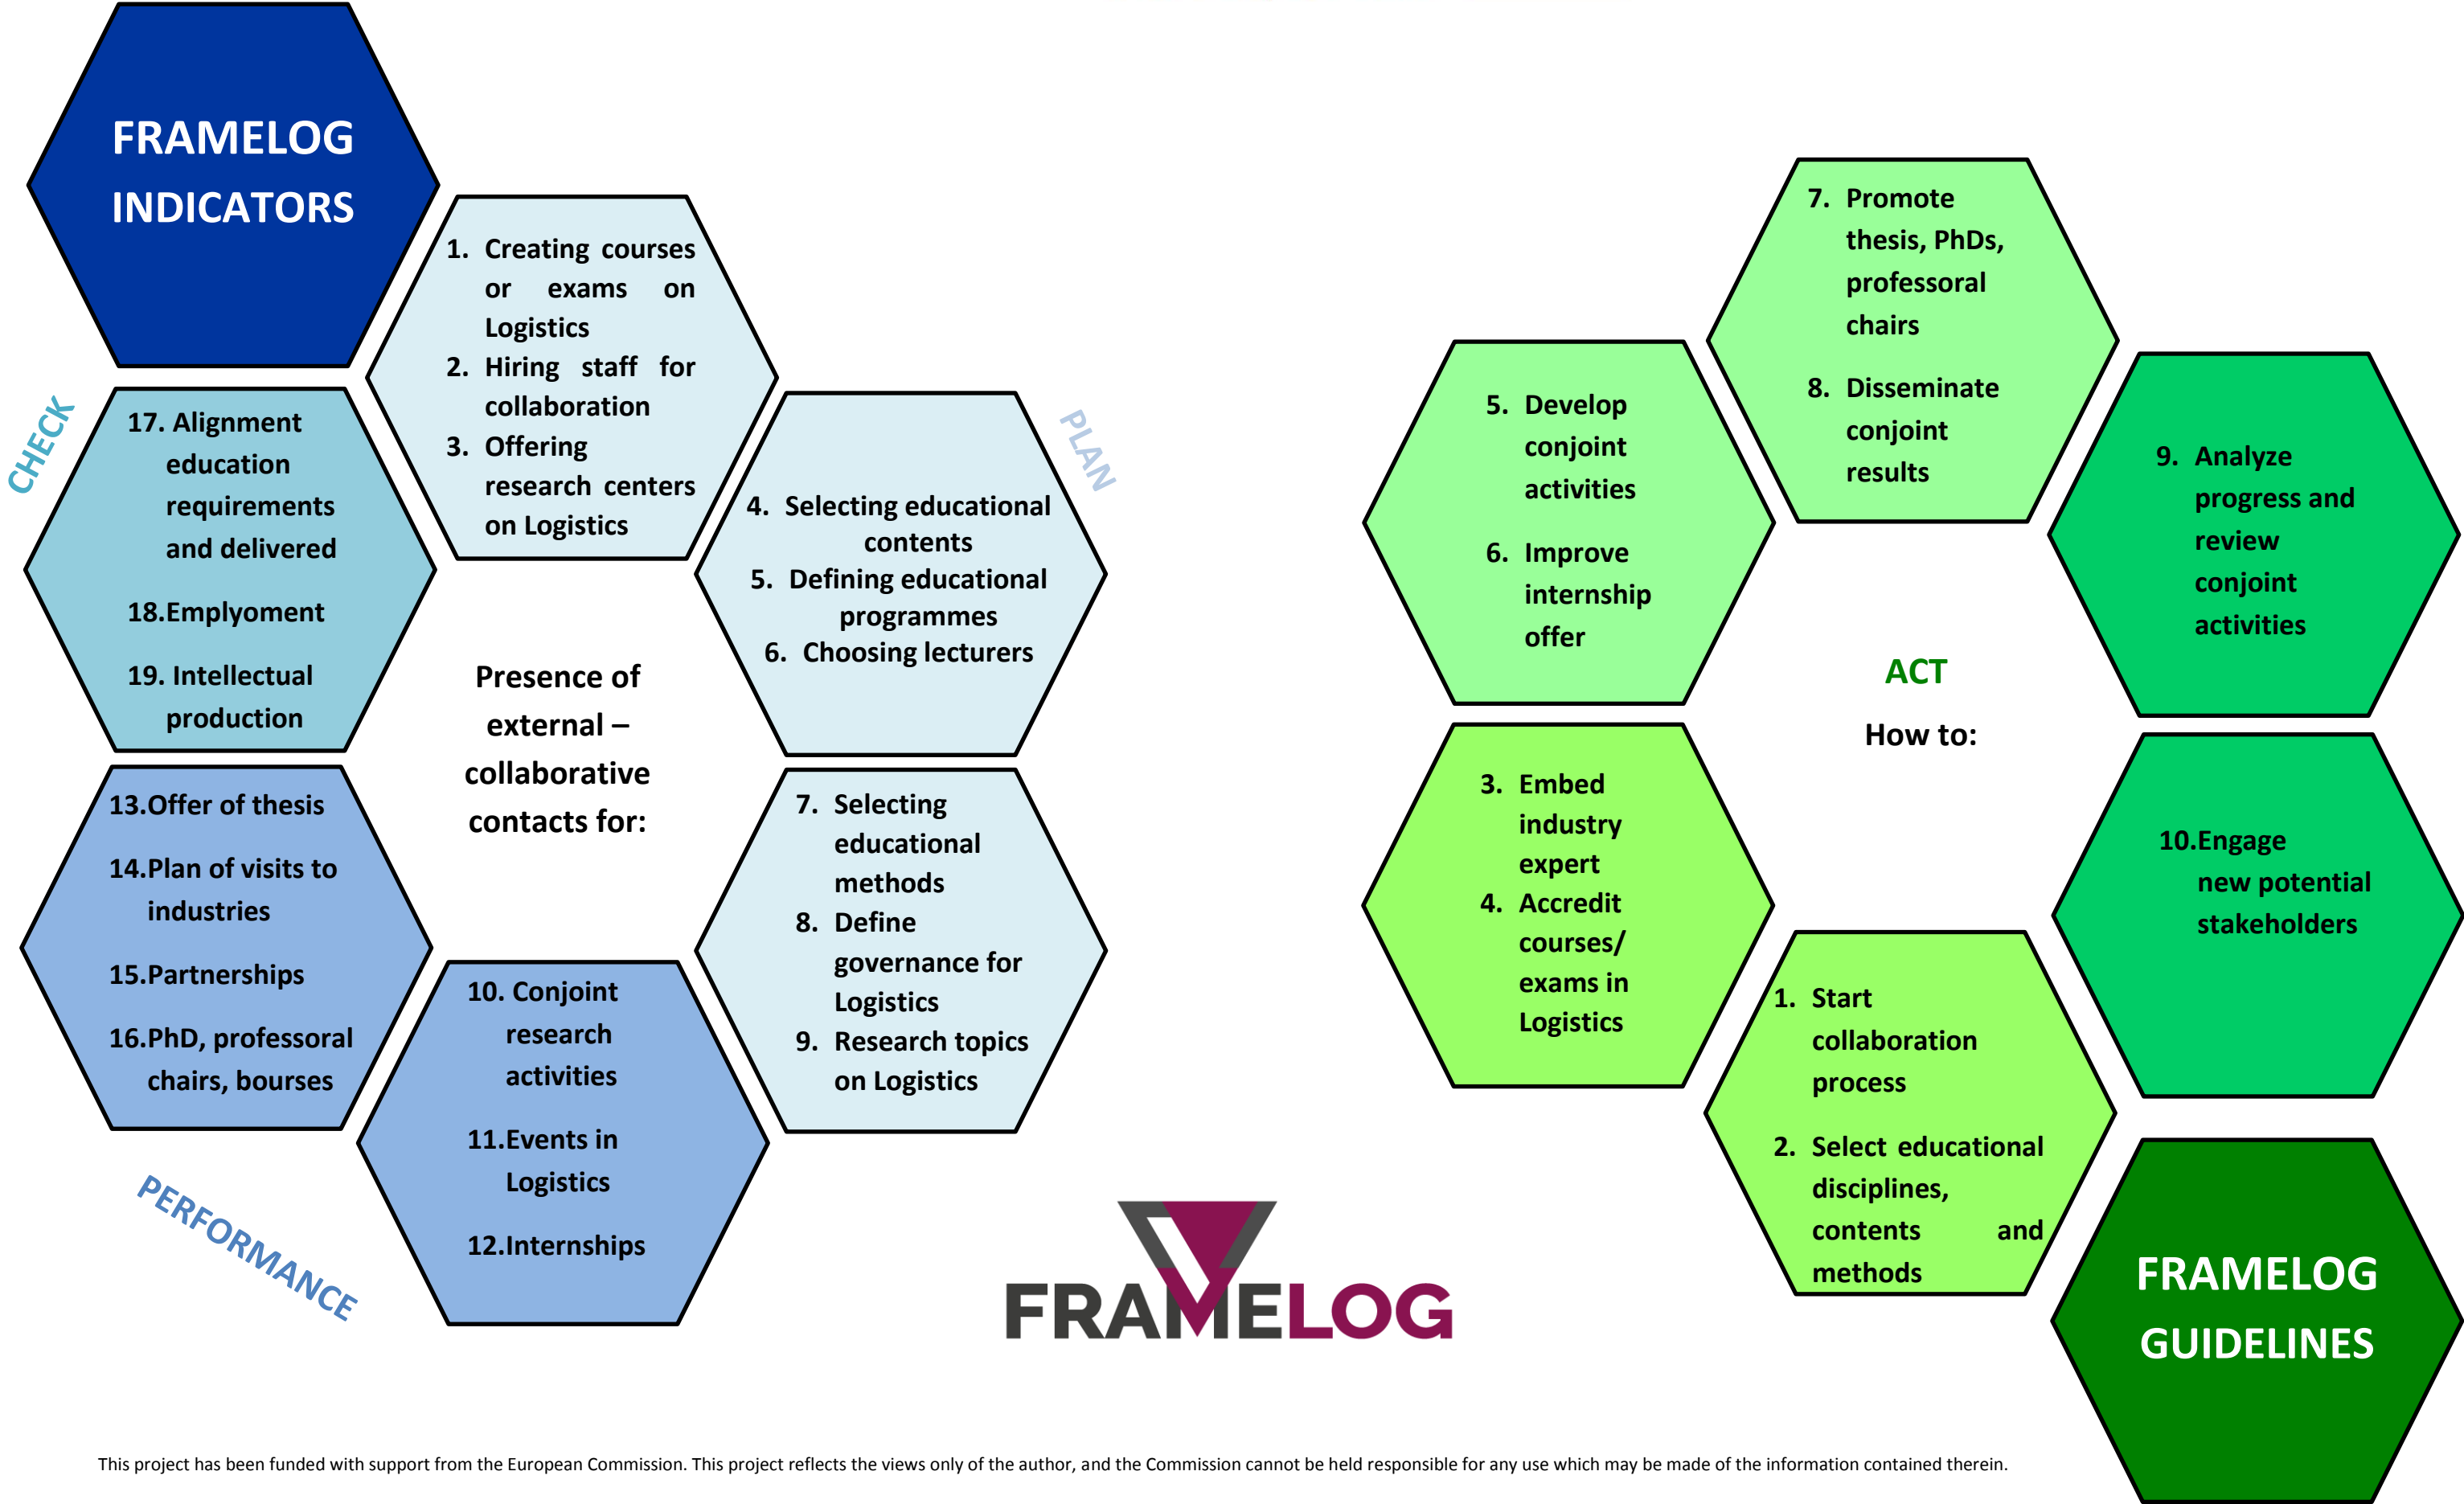 FRAMELOG
INDICATORS
1. Creating courses
or exams on
Logistics
2. Hiring staff for
collaboration
3. Offering
research centers
on Logistics
PLAN
4. Selecting educational
contents
5. Defining educational
programmes
6. Choosing lecturers
7. Selecting
educational
methods
8. Define
governance for
Logistics
9. Research topics
on Logistics
10. Conjoint
research
activities
11.Events in
Logistics
12.Internships
PERFORMANCE
13.Offer of thesis
14.Plan of visits to
industries
15.Partnerships
16.PhD, professoral
chairs, bourses
CHECK
17. Alignment
education
requirements
and delivered
18.Emplyoment
19. Intellectual
production
Presence of
external –
collaborative
contacts for:
FRAMELOG
ACT
How to:
1. Start
collaboration
process
2. Select educational
disciplines,
contents and
methods
3. Embed
industry
expert
4. Accredit
courses/
exams in
Logistics
5. Develop
conjoint
activities
6. Improve
internship
offer
7. Promote
thesis, PhDs,
professoral
chairs
8. Disseminate
conjoint
results
9. Analyze
progress and
review
conjoint
activities
10.Engage
new potential
stakeholders
FRAMELOG
GUIDELINES
This project has been funded with support from the European Commission. This project reflects the views only of the author, and the Commission cannot be held responsible for any use which may be made of the information contained therein.